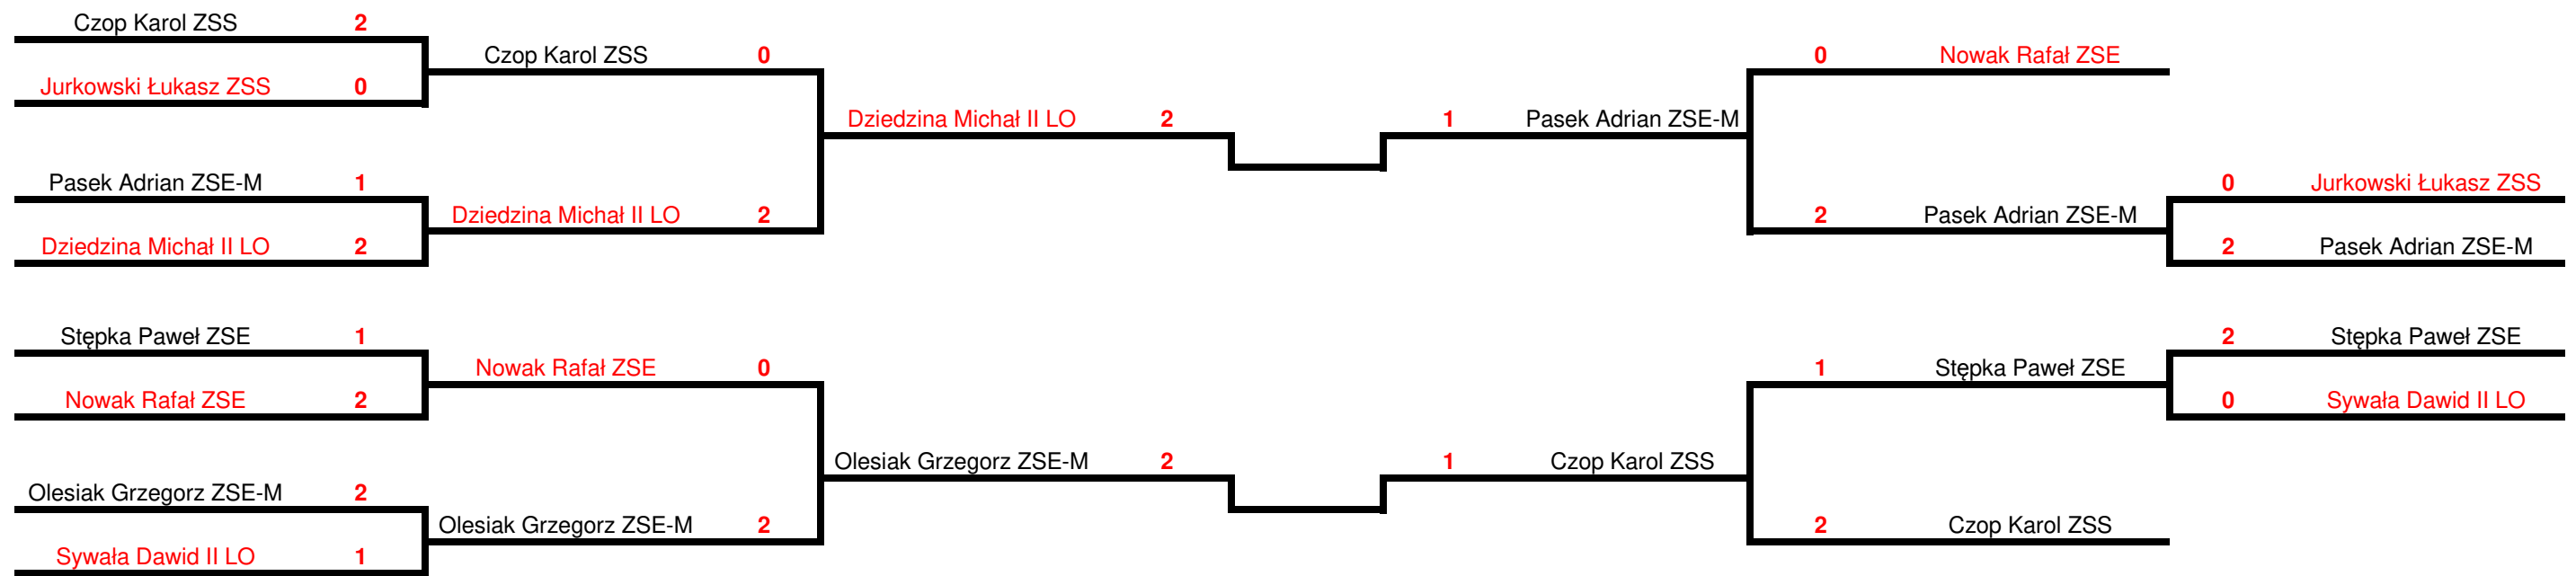 Czop Karol ZSS 2
Czop Karol ZSS 0
0 Nowak Rafał ZSE
Jurkowski Łukasz ZSS 0
Dziedzina Michał II LO 2
1 Pasek Adrian ZSE-M
Pasek Adrian ZSE-M 1
0 Jurkowski Łukasz ZSS
Dziedzina Michał II LO 2
2 Pasek Adrian ZSE-M
Dziedzina Michał II LO 2
2 Pasek Adrian ZSE-M
Stępka Paweł ZSE 1
2 Stępka Paweł ZSE
Nowak Rafał ZSE 0
1 Stępka Paweł ZSE
Nowak Rafał ZSE 2
0 Sywała Dawid II LO
Olesiak Grzegorz ZSE-M 2
1 Czop Karol ZSS
Olesiak Grzegorz ZSE-M 2
Olesiak Grzegorz ZSE-M 2
2 Czop Karol ZSS
Sywała Dawid II LO 1